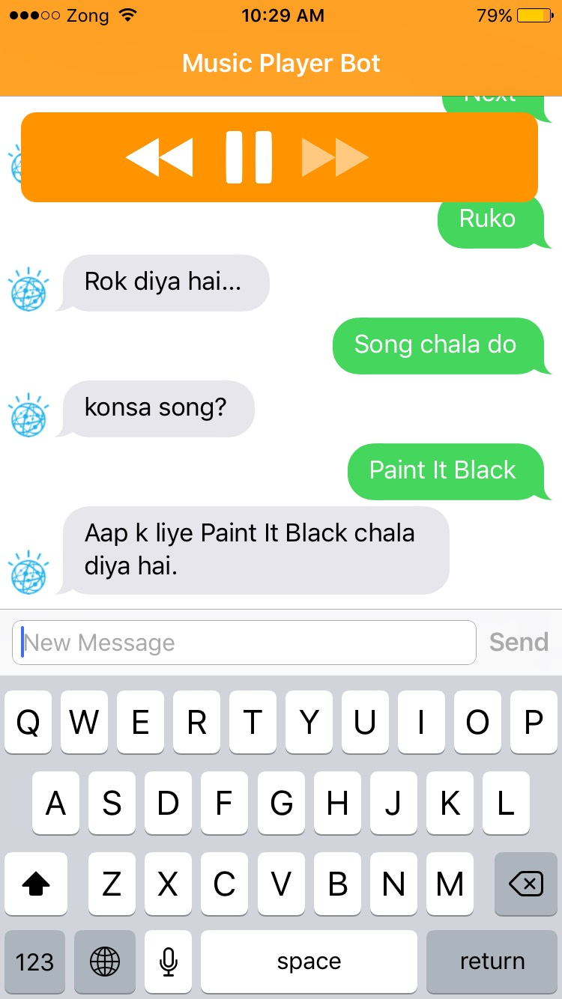 Zong
10:29 AM
79%
Music Player Bot
Next
Ruko
Rok diya hai...
Song chala do
konsa song?
Paint It Black
Aap k liye Paint It Black chala
diya hai.
New Message
Send
Q W E R T Y U I O P
A S D F G H J K L
Z X C V B N M
123
space
return